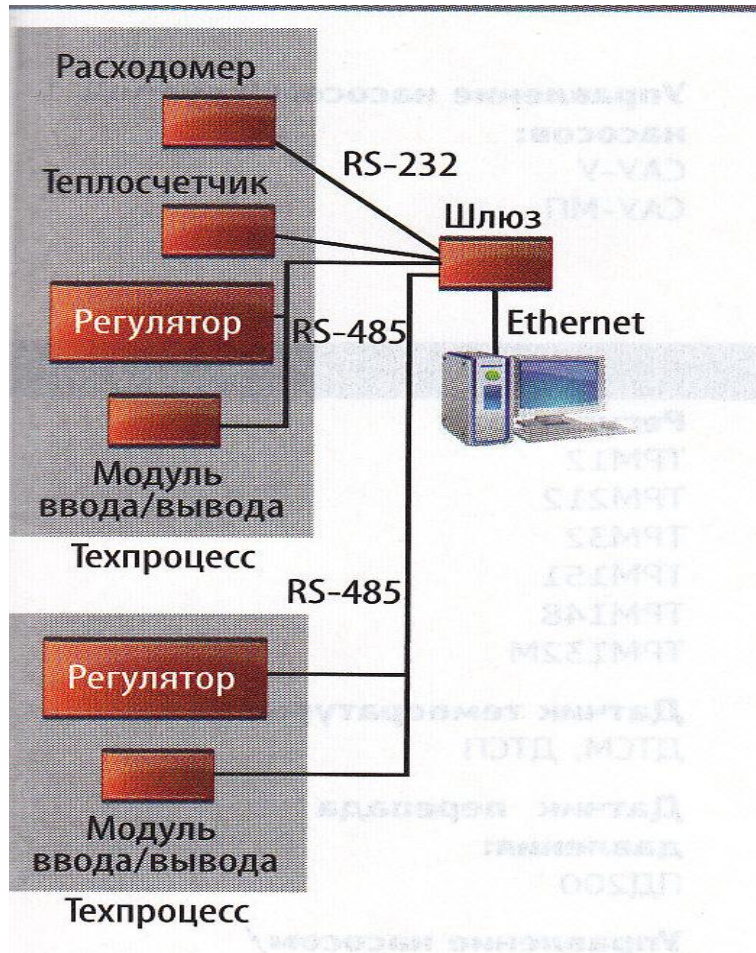 Расходомер
RS-232
Теплосчетчик
Шлюз
Регулятор
RS-485
Ethernet
Модуль
ввода/вывода
Техпроцесс
RS-485
Регулятор
Модуль
ввода/вывода
Техпроцесс
Управление насосом
насосов:
САУ-У
САУ-МП
ТРМ12
ТРМ212
ТРМ32
ТРМ151
ТРМ148
ТРМ132М
Датчик температуры
ДТСМ, ДТСП
Датчик перепада
давления:
ПД200
Управление насосом/